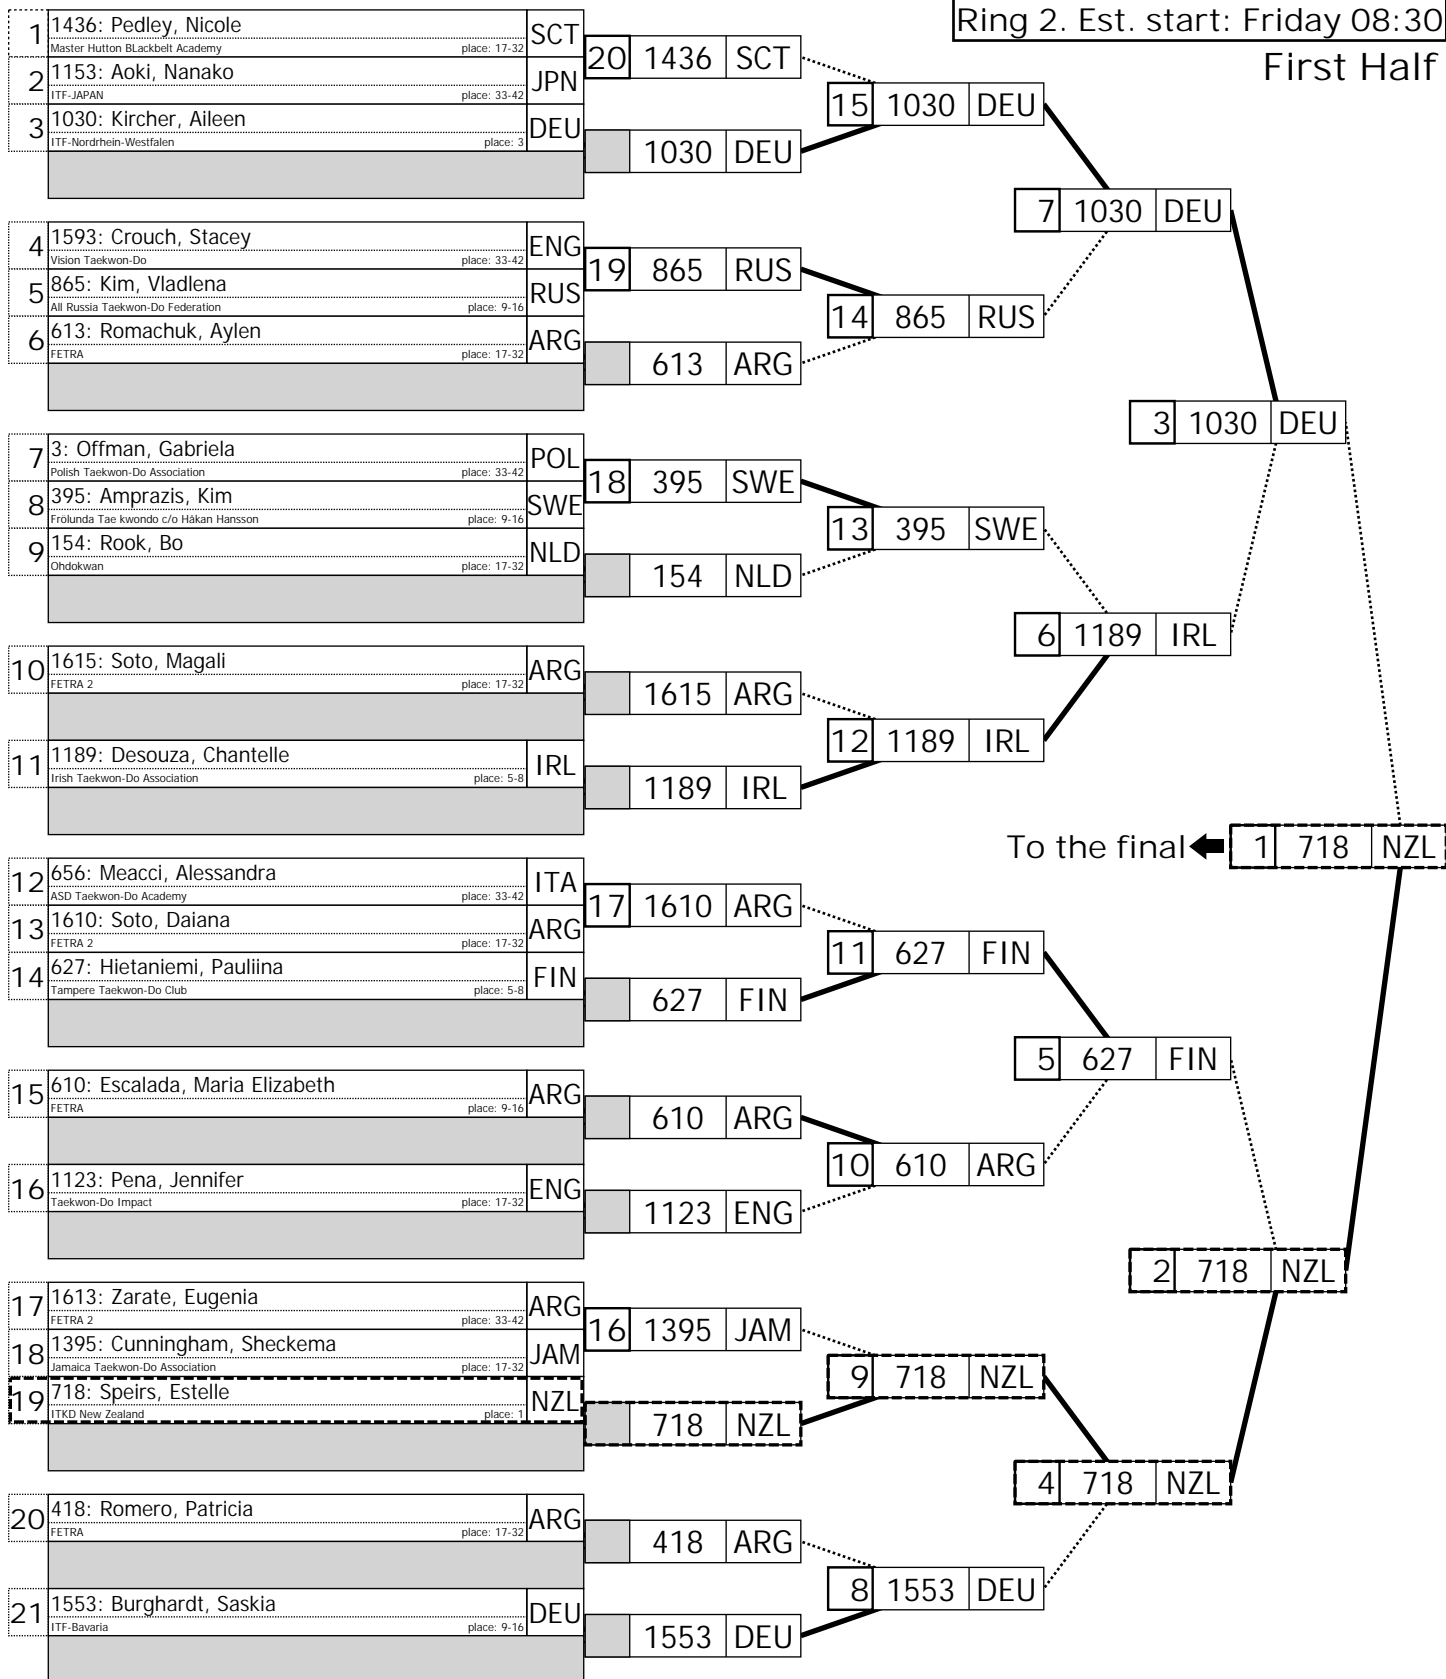 Ring 2. Est. start: Friday 08:30
First Half
1 1436: Pedley, Nicole SCT
Master Hutton BLackbelt Academy place: 17-32
2 1153: Aoki, Nanako JPN
ITF-JAPAN place: 33-42
3 1030: Kircher, Aileen DEU
ITF-Nordrhein-Westfalen place: 3
4 1593: Crouch, Stacey ENG
Vision Taekwon-Do place: 33-42
5 865: Kim, Vladlena RUS
All Russia Taekwon-Do Federation place: 9-16
6 613: Romachuk, Aylen ARG
FETRA place: 17-32
7 3: Offman, Gabriela POL
Polish Taekwon-Do Association place: 33-42
8 395: Amprazis, Kim SWE
Frölunda Tae kwondo c/o Håkan Hansson place: 9-16
9 154: Rook, Bo NLD
Ohdokwan place: 17-32
10 1615: Soto, Magali ARG
FETRA 2 place: 17-32
11 1189: Desouza, Chantelle IRL
Irish Taekwon-Do Association place: 5-8
12 656: Meacci, Alessandra ITA
ASD Taekwon-Do Academy place: 33-42
13 1610: Soto, Daiana ARG
FETRA 2 place: 17-32
14 627: Hietaniemi, Pauliina FIN
Tampere Taekwon-Do Club place: 5-8
15 610: Escalada, Maria Elizabeth ARG
FETRA place: 9-16
16 1123: Pena, Jennifer ENG
Taekwon-Do Impact place: 17-32
17 1613: Zarate, Eugenia ARG
FETRA 2 place: 33-42
18 1395: Cunningham, Sheckema JAM
Jamaica Taekwon-Do Association place: 17-32
19 718: Speirs, Estelle NZL
ITKD New Zealand place: 1
20 418: Romero, Patricia ARG
FETRA place: 17-32
21 1553: Burghardt, Saskia DEU
ITF-Bavaria place: 9-16
20 1436 SCT
1030 DEU
19 865 RUS
613 ARG
18 395 SWE
154 NLD
1615 ARG
1189 IRL
17 1610 ARG
627 FIN
610 ARG
1123 ENG
16 1395 JAM
718 NZL
418 ARG
1553 DEU
15 1030 DEU
14 865 RUS
13 395 SWE
12 1189 IRL
11 627 FIN
10 610 ARG
9 718 NZL
8 1553 DEU
7 1030 DEU
6 1189 IRL
5 627 FIN
4 718 NZL
3 1030 DEU
2 718 NZL
To the final
1 718 NZL